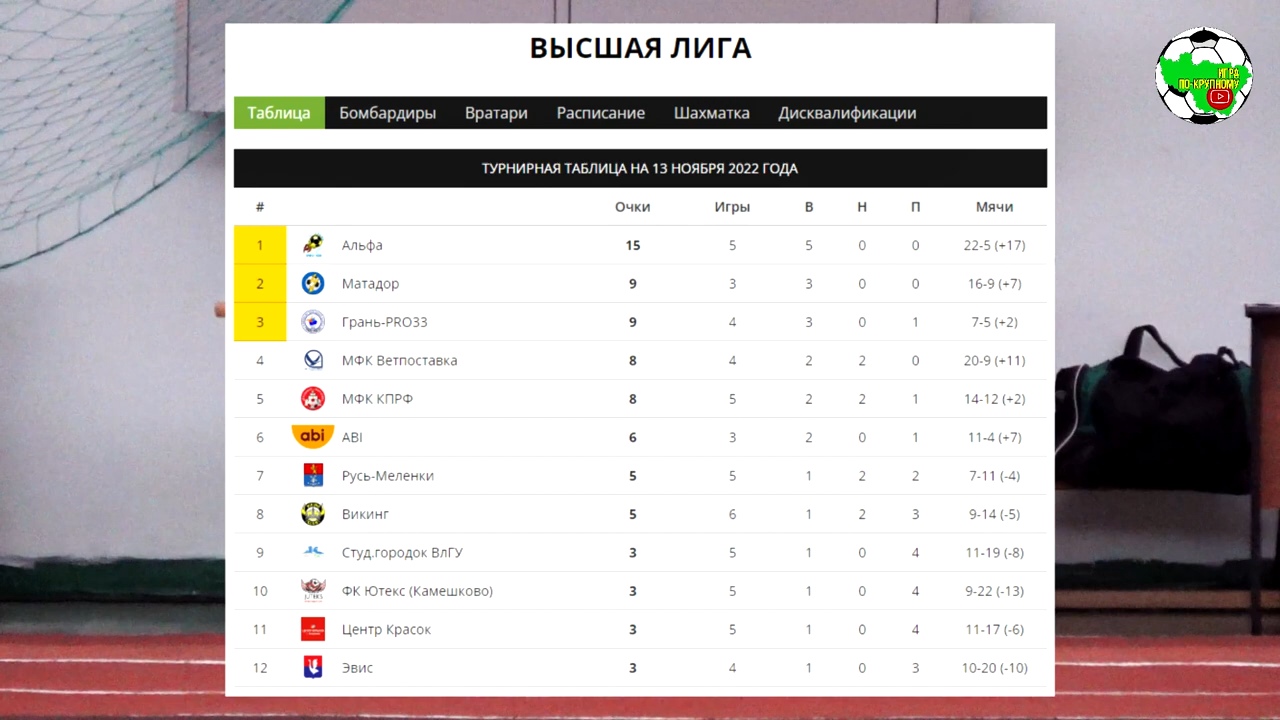 ВЫСШАЯ ЛИГА
ИГРА
ПО-КРУПНОМУ
Таблица Бомбардиры Вратари Расписание Шахматка Дисквалификации
ТУРНИРНАЯ ТАБЛИЦА НА 13 НОЯБРЯ 2022 ГОДА
# Очки Игры В Н П Мячи
1 Альфа 15 5 5 0 0 22-5 (+17)
2 Матадор 9 3 3 0 0 16-9 (+7)
3 Грань-PRO33 9 4 3 0 1 7-5 (+2)
4 МФК Ветпоставка 8 4 2 2 0 20-9 (+11)
5 МФК КПРФ 8 5 2 2 1 14-12 (+2)
6 abi ABI 6 3 2 0 1 11-4 (+7)
7 Русь-Меленки 5 5 1 2 2 7-11 (-4)
8 Викинг 5 6 1 2 3 9-14 (-5)
9 Студ.городок ВлГУ 3 5 1 0 4 11-19 (-8)
10 ФК Ютекс (Камешково) 3 5 1 0 4 9-22 (-13)
11 Центр Красок 3 5 1 0 4 11-17 (-6)
12 Эвис 3 4 1 0 3 10-20 (-10)